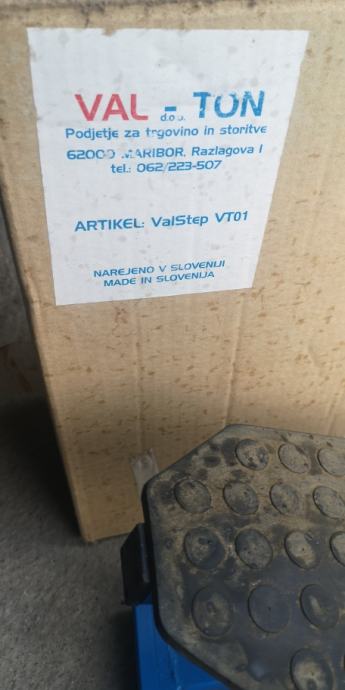 VAL - TON
d.o.o.
Podjetje za trgovino in storitve
62000 MARIBOR, Razlagova 1
tel.: 062/223-507
ARTIKEL: ValStep VT01
NAREJENO V SLOVENIJI
MADE IN SLOVENIJA